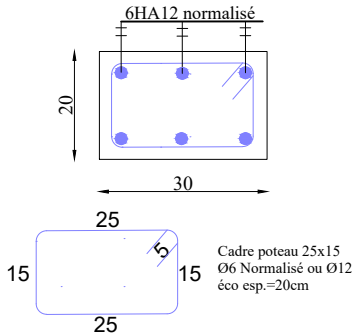 6HA12 normalisé
20
30
25
5
15
15
25
Cadre poteau 25x15
Ø6 Normalisé ou Ø12
éco esp.=20cm